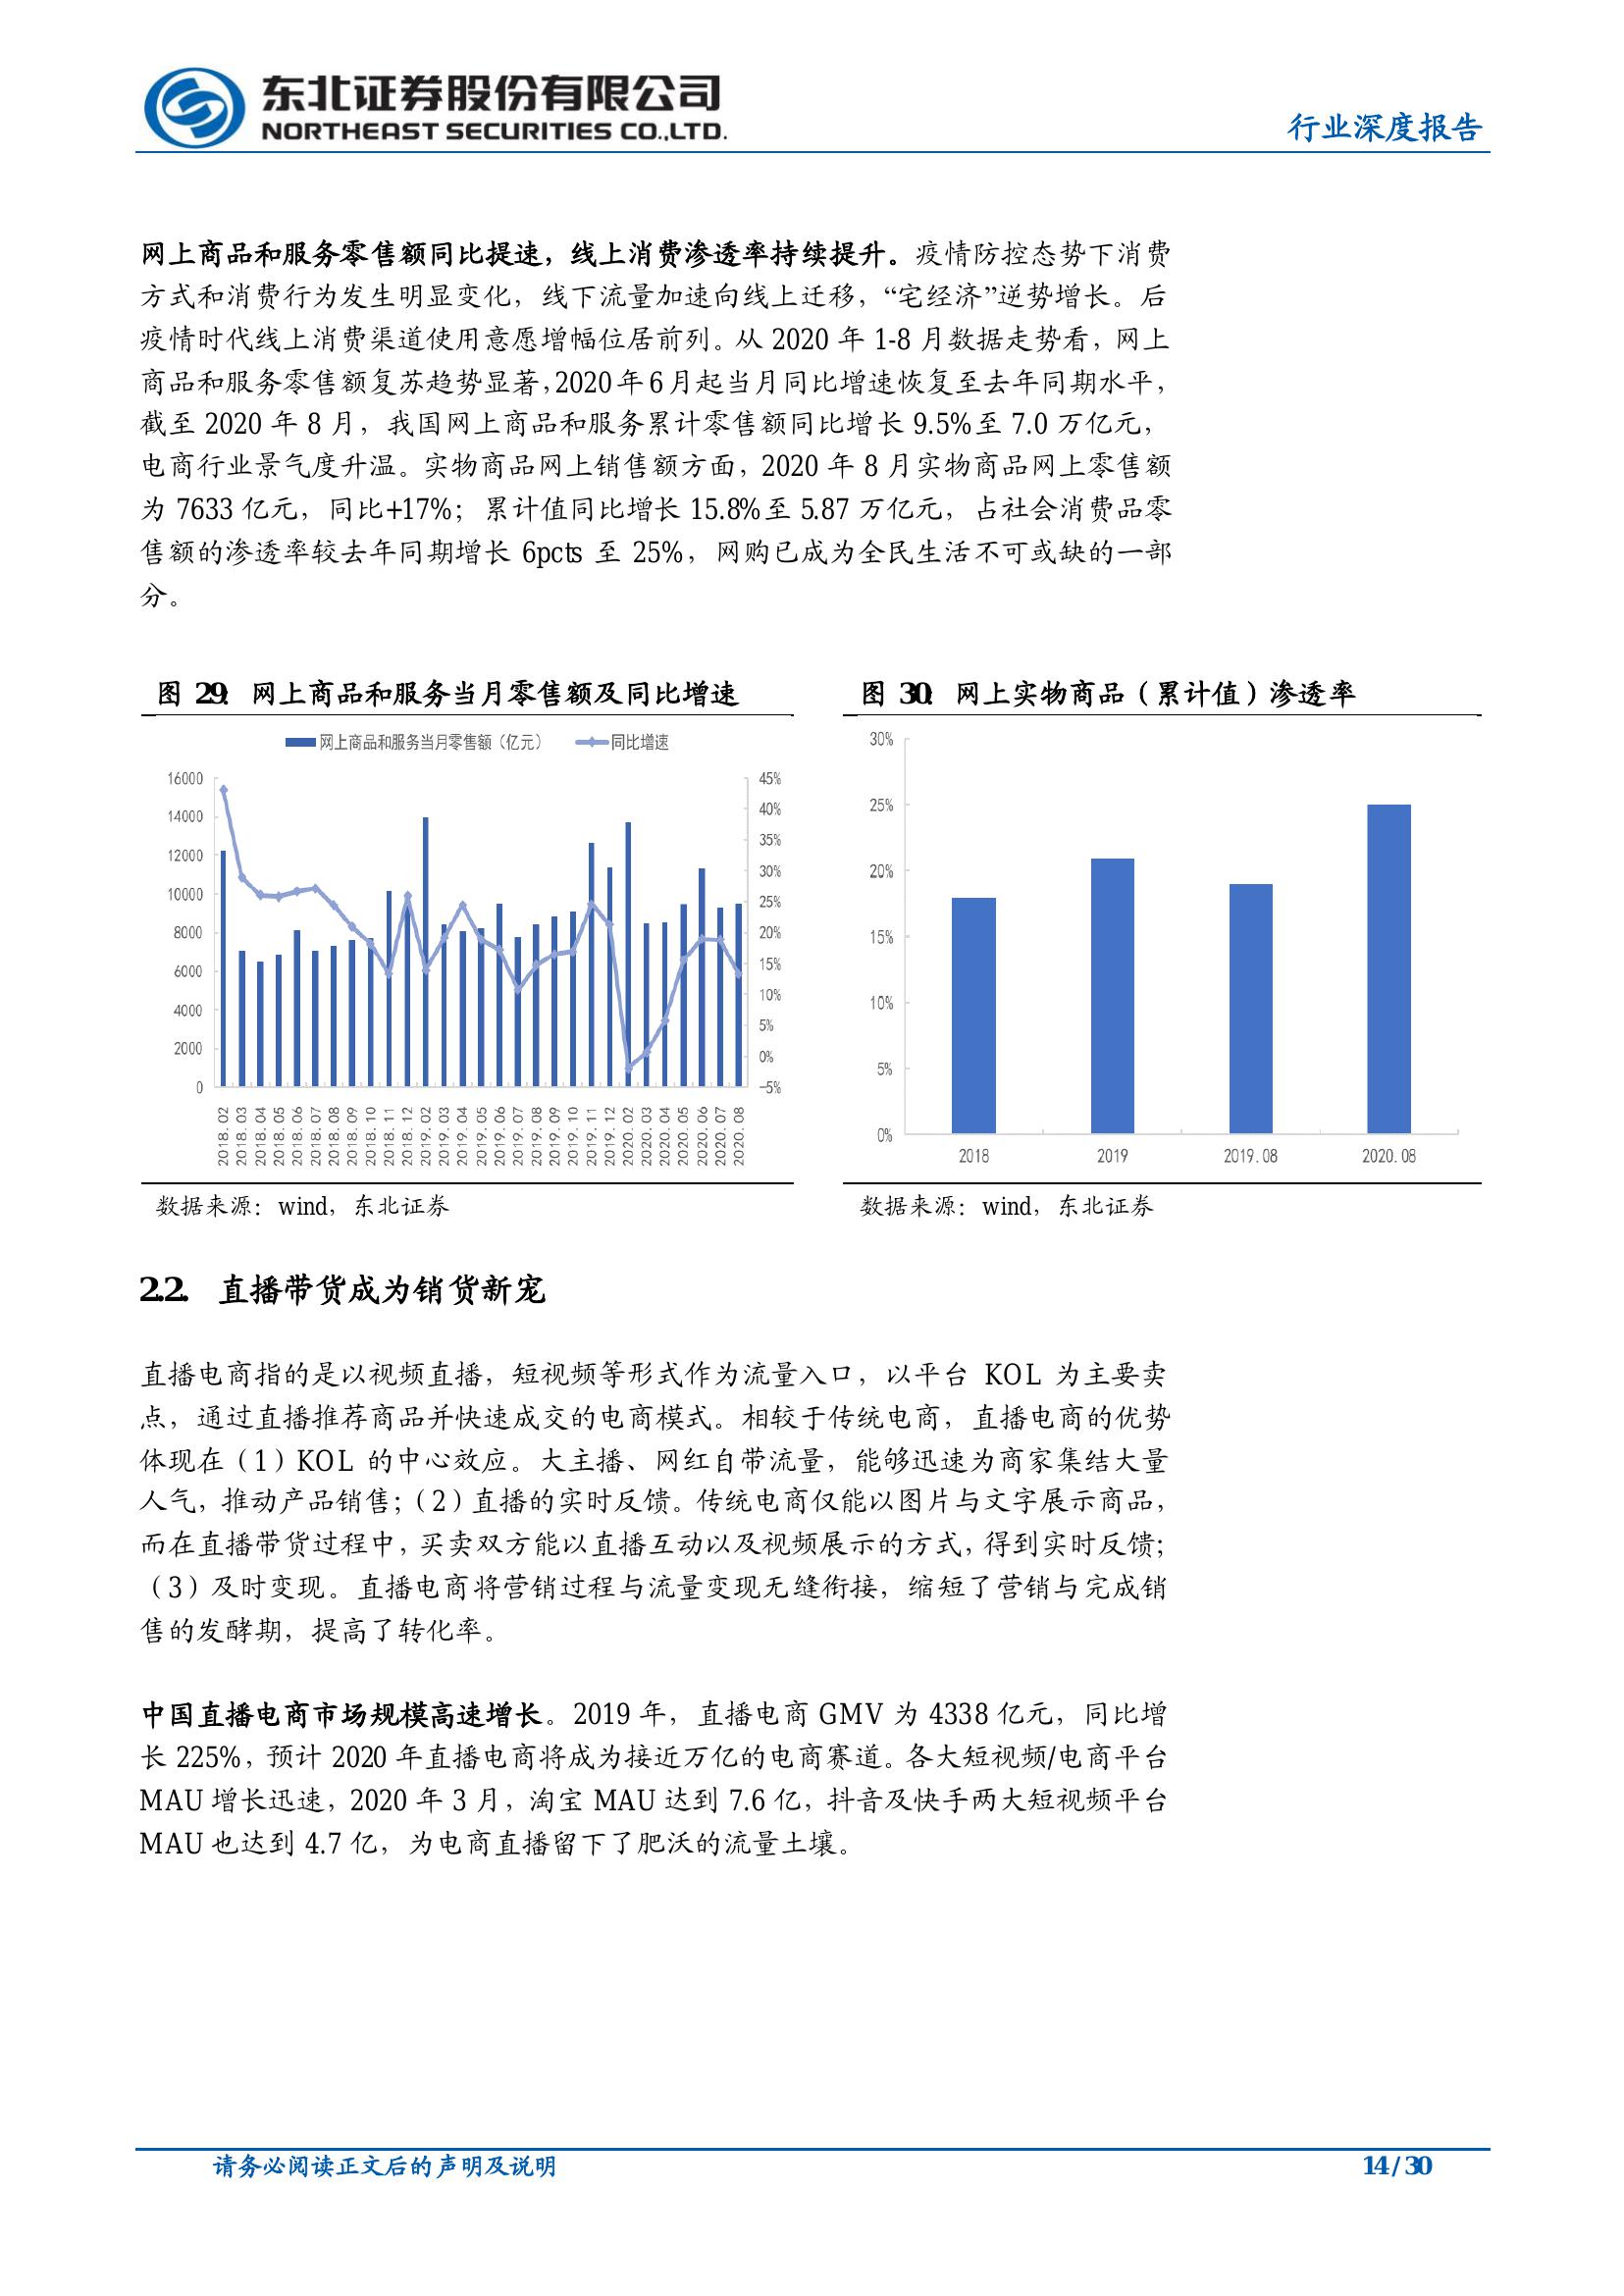 东北证券股份有限公司
NORTHEAST SECURITIES CO.,LTD.
行业深度报告
网上商品和服务零售额同比提速，线上消费渗透率持续提升。疫情防控态势下消费
方式和消费行为发生明显变化，线下流量加速向线上迁移，“宅经济”逆势增长。后
疫情时代线上消费渠道使用意愿增幅位居前列。从 2020 年 1-8 月数据走势看，网上
商品和服务零售额复苏趋势显著，2020 年 6 月起当月同比增速恢复至去年同期水平，
截至 2020 年 8 月，我国网上商品和服务累计零售额同比增长 9.5%至 7.0 万亿元，
电商行业景气度升温。实物商品网上销售额方面，2020 年 8 月实物商品网上零售额
为 7633 亿元，同比+17%；累计值同比增长 15.8%至 5.87 万亿元，占社会消费品零
售额的渗透率较去年同期增长 6pcts 至 25%，网购已成为全民生活不可或缺的一部
分。
图 29：网上商品和服务当月零售额及同比增速
网上商品和服务当月零售额（亿元） 同比增速
16000
14000
12000
10000
8000
6000
4000
2000
0
45%
40%
35%
30%
25%
20%
15%
10%
5%
0%
-5%
2018.02
2018.03
2018.04
2018.05
2018.06
2018.07
2018.08
2018.09
2018.10
2018.11
2018.12
2019.02
2019.03
2019.04
2019.05
2019.06
2019.07
2019.08
2019.09
2019.10
2019.11
2019.12
2020.02
2020.03
2020.04
2020.05
2020.06
2020.07
2020.08
数据来源：wind，东北证券
图 30：网上实物商品（累计值）渗透率
30%
25%
20%
15%
10%
5%
0%
2018 2019 2019.08 2020.08
数据来源：wind，东北证券
2.2. 直播带货成为销货新宠
直播电商指的是以视频直播，短视频等形式作为流量入口，以平台 KOL 为主要卖
点，通过直播推荐商品并快速成交的电商模式。相较于传统电商，直播电商的优势
体现在（1）KOL 的中心效应。大主播、网红自带流量，能够迅速为商家集结大量
人气，推动产品销售；（2）直播的实时反馈。传统电商仅能以图片与文字展示商品，
而在直播带货过程中，买卖双方能以直播互动以及视频展示的方式，得到实时反馈；
（3）及时变现。直播电商将营销过程与流量变现无缝衔接，缩短了营销与完成销
售的发酵期，提高了转化率。
中国直播电商市场规模高速增长。2019 年，直播电商 GMV 为 4338 亿元，同比增
长 225%，预计 2020 年直播电商将成为接近万亿的电商赛道。各大短视频/电商平台
MAU 增长迅速，2020 年 3 月，淘宝 MAU 达到 7.6 亿，抖音及快手两大短视频平台
MAU 也达到 4.7 亿，为电商直播留下了肥沃的流量土壤。
请务必阅读正文后的声明及说明
14 / 30